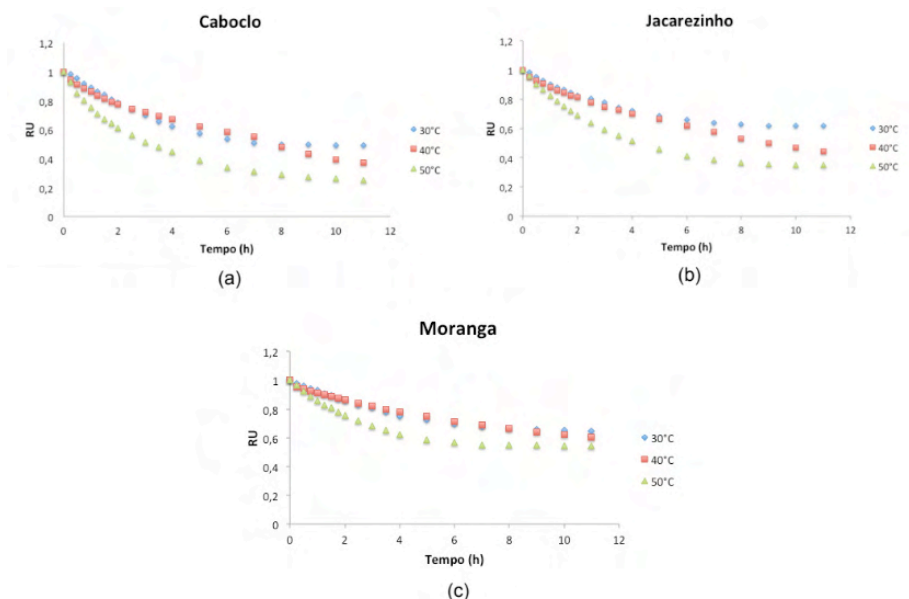 Caboclo
1,2
1
0,8
0,6
0,4
0,2
0
RU
0 2 4 6 8 10 12
Tempo (h)
30°C
40°C
50°C
(a)
Jacarezinho
1,2
1
0,8
0,6
0,4
0,2
0
RU
0 2 4 6 8 10 12
Tempo (h)
30°C
40°C
50°C
(b)
Moranga
1,2
1
0,8
0,6
0,4
0,2
0
RU
0 2 4 6 8 10 12
Tempo (h)
30°C
40°C
50°C
(c)